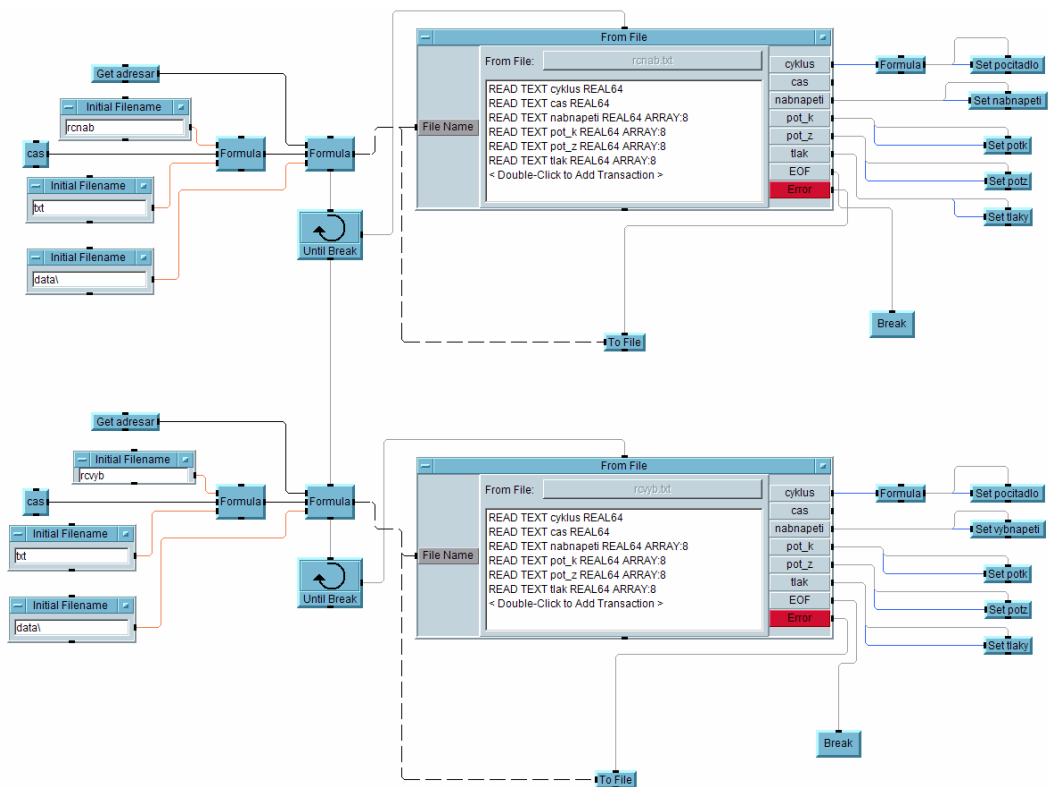 From File
From File:
rcnab.txt
READ TEXT cyklus REAL64
READ TEXT cas REAL64
READ TEXT nabnapeti REAL64 ARRAY:8
READ TEXT pot_k REAL64 ARRAY:8
READ TEXT pot_z REAL64 ARRAY:8
READ TEXT tlak REAL64 ARRAY:8
< Double-Click to Add Transaction >
File Name
cyklus
cas
nabnapeti
pot_k
pot_z
tlak
EOF
Error
Formula
Set pocitadlo
Set nabnapeti
Set potk
Set potz
Set tlaky
Get adresar
Initial Filename
rcnab
cas
Formula
Formula
Initial Filename
txt
Initial Filename
data\
Until Break
Break
To File
Get adresar
Initial Filename
rcvyb
cas
Formula
Formula
Initial Filename
txt
Initial Filename
data\
Until Break
From File
From File:
rcvyb.txt
READ TEXT cyklus REAL64
READ TEXT cas REAL64
READ TEXT nabnapeti REAL64 ARRAY:8
READ TEXT pot_k REAL64 ARRAY:8
READ TEXT pot_z REAL64 ARRAY:8
READ TEXT tlak REAL64 ARRAY:8
< Double-Click to Add Transaction >
File Name
cyklus
cas
nabnapeti
pot_k
pot_z
tlak
EOF
Error
Formula
Set pocitadlo
Set vybnapeti
Set potk
Set potz
Set tlaky
Break
To File